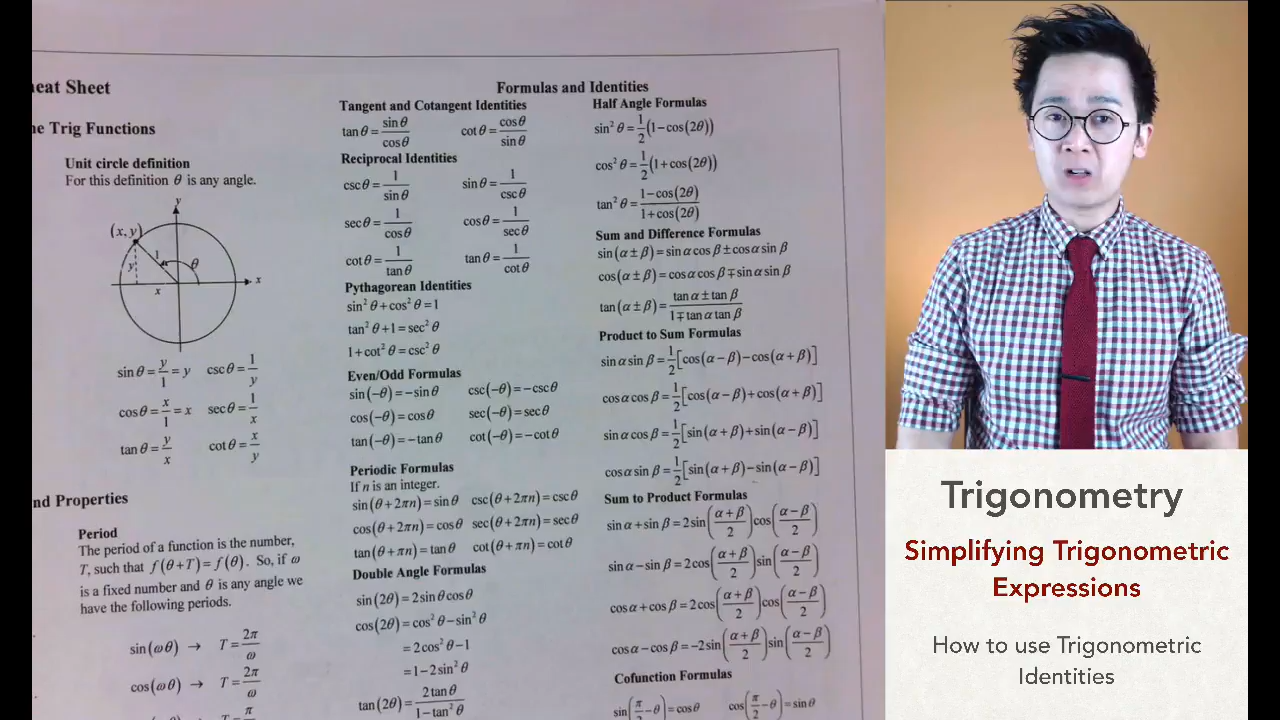 eat Sheet
Formulas and Identities
e Trig Functions
Unit circle definition
For this definition θ is any angle.
y
(x, y)
1
θ
y
x
x
sin θ = y/1 = y csc θ = 1/y
cos θ = x/1 = x sec θ = 1/x
tan θ = y/x cot θ = x/y
nd Properties
Period
The period of a function is the number,
T, such that f(θ+T) = f(θ). So, if ω
is a fixed number and θ is any angle we
have the following periods.
sin(ωθ) → T = 2π/ω
cos(ωθ) → T = 2π/ω
π
Tangent and Cotangent Identities
tan θ = sin θ/cos θ cot θ = cos θ/sin θ
Reciprocal Identities
csc θ = 1/sin θ sin θ = 1/csc θ
sec θ = 1/cos θ cos θ = 1/sec θ
cot θ = 1/tan θ tan θ = 1/cot θ
Pythagorean Identities
sin² θ + cos² θ = 1
tan² θ + 1 = sec² θ
1 + cot² θ = csc² θ
Even/Odd Formulas
sin(−θ) = −sin θ csc(−θ) = −csc θ
cos(−θ) = cos θ sec(−θ) = sec θ
tan(−θ) = −tan θ cot(−θ) = −cot θ
Periodic Formulas
If n is an integer.
sin(θ+2πn) = sin θ csc(θ+2πn) = csc θ
cos(θ+2πn) = cos θ sec(θ+2πn) = sec θ
tan(θ+πn) = tan θ cot(θ+πn) = cot θ
Double Angle Formulas
sin(2θ) = 2 sin θ cos θ
cos(2θ) = cos² θ − sin² θ
= 2 cos² θ − 1
= 1 − 2 sin² θ
tan(2θ) = 2 tan θ/1 − tan² θ
Half Angle Formulas
sin² θ = 1/2 (1 − cos(2θ))
cos² θ = 1/2 (1 + cos(2θ))
tan² θ = 1 − cos(2θ)/1 + cos(2θ)
Sum and Difference Formulas
sin(α ± β) = sin α cos β ± cos α sin β
cos(α ± β) = cos α cos β ∓ sin α sin β
tan(α ± β) = tan α ± tan β/1 ∓ tan α tan β
Product to Sum Formulas
sin α sin β = 1/2 [cos(α − β) − cos(α + β)]
cos α cos β = 1/2 [cos(α − β) + cos(α + β)]
sin α cos β = 1/2 [sin(α + β) + sin(α − β)]
cos α sin β = 1/2 [sin(α + β) − sin(α − β)]
Sum to Product Formulas
sin α + sin β = 2 sin(α + β/2) cos(α − β/2)
sin α − sin β = 2 cos(α + β/2) sin(α − β/2)
cos α + cos β = 2 cos(α + β/2) cos(α − β/2)
cos α − cos β = −2 sin(α + β/2) sin(α − β/2)
Cofunction Formulas
sin(π/2 − θ) = cos θ cos(π/2 − θ) = sin θ
Trigonometry
Simplifying Trigonometric
Expressions
How to use Trigonometric
Identities